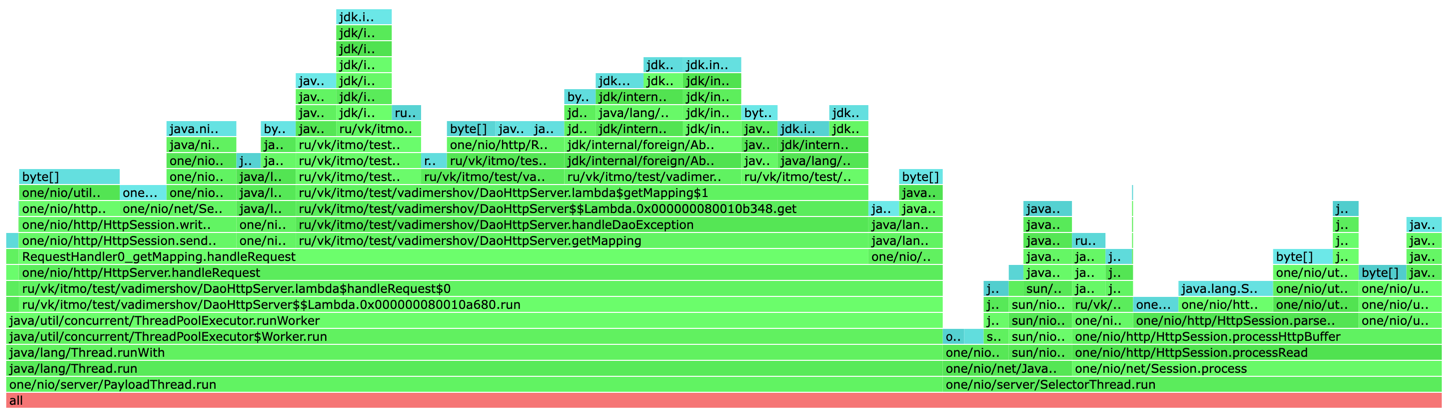 jdk.i..
jdk/i..
jdk/i..
jdk/i.. jdk.. jdk.in..
jav.. jdk/i.. jdk... jdk.. jdk/in..
jav.. jdk/i.. by.. jdk/intern.. jdk/in..
jav.. jdk/i.. ru.. jd.. java/lang/.. jdk/in.. byt.. jdk..
java.ni.. by.. jav.. ru/vk/itmo.. byte[] jav.. ja.. jd.. jdk/intern.. jdk/in.. jav.. jdk.i.. jdk..
java/ni.. ja.. ru/vk/itmo/test.. one/nio/http/R.. jdk/internal/foreign/Ab.. jav.. jdk/intern..
one/nio.. j.. ja.. ru/vk/itmo/test.. r.. ru/vk/itmo/tes.. jdk/internal/foreign/Ab.. jav.. java/lang/..
byte[] one/nio.. java/l.. ru/vk/itmo/test.. ru/vk/itmo/test/va.. ru/vk/itmo/test/vadimer.. ru/vk/itmo/test/.. byte[]
one/nio/util.. one... one/nio.. java/l.. ru/vk/itmo/test/vadimershov/DaoHttpServer.lambda$getMapping$1 java..
one/nio/http.. one/nio/net/Se.. java/l.. ru/vk/itmo/test/vadimershov/DaoHttpServer$$Lambda.0x000000080010b348.get ja.. java.. java.. j..
one/nio/http/HttpSession.writ.. one/ni.. ru/vk/itmo/test/vadimershov/DaoHttpServer.handleDaoException java/lan.. java.. j.. jav..
one/nio/http/HttpSession.send.. one/ni.. ru/vk/itmo/test/vadimershov/DaoHttpServer.getMapping java/lan.. java.. ru.. j.. jav..
RequestHandler0_getMapping.handleRequest one/nio/.. java.. ja.. j.. byte[] j.. jav..
one/nio/http/HttpServer.handleRequest java.. ja.. j.. one/nio/ut.. byte[] jav..
ru/vk/itmo/test/vadimershov/DaoHttpServer.lambda$handleRequest$0 j.. sun/.. ja.. j.. java.lang.S.. one/nio/ut.. one/nio/u..
ru/vk/itmo/test/vadimershov/DaoHttpServer$$Lambda.0x000000080010a680.run j.. sun/nio.. ru/vk/.. one... one/nio/htt.. one/nio/ut.. one/nio/u..
java/util/concurrent/ThreadPoolExecutor.runWorker j.. sun/nio.. one/ni.. one/nio/http/HttpSession.parse.. one/nio/u..
java/util/concurrent/ThreadPoolExecutor$Worker.run o.. s.. sun/nio.. one/nio/http/HttpSession.processHttpBuffer
java/lang/Thread.runWith one/nio.. sun/nio.. one/nio/http/HttpSession.processRead
java/lang/Thread.run one/nio/net/Java.. one/nio/net/Session.process
one/nio/server/PayloadThread.run one/nio/server/SelectorThread.run
all